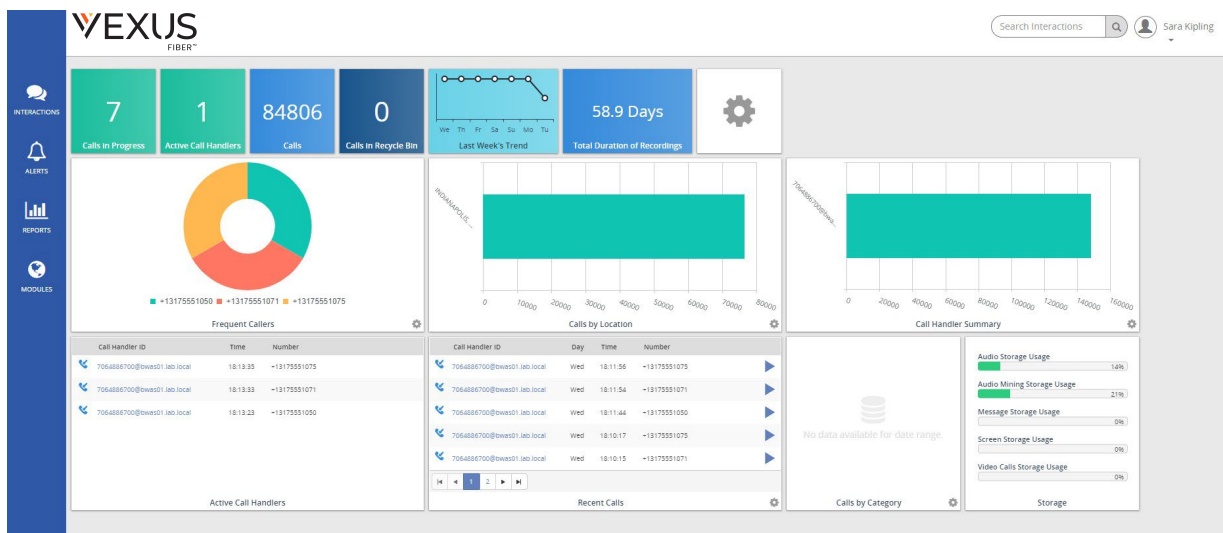 VEXUS
FIBER™
Search Interactions
Sara Kipling
INTERACTIONS
ALERTS
REPORTS
MODULES
7
Calls in Progress
1
Active Call Handlers
84806
Calls
0
Calls in Recycle Bin
We Th Fr Sa Su Mo Tu
Last Week's Trend
58.9 Days
Total Duration of Recordings
+13175551050 +13175551071 +13175551075
Frequent Callers
INDIANAPOLIS, ...
0 10000 20000 30000 40000 50000 60000 70000 80000
Calls by Location
7064886700@bwa...
0 20000 40000 60000 80000 100000 120000 140000 160000
Call Handler Summary
Call Handler ID Time Number
7064886700@bwas01.lab.local 18:13:35 +13175551075
7064886700@bwas01.lab.local 18:13:33 +13175551071
7064886700@bwas01.lab.local 18:13:23 +13175551050
Active Call Handlers
Call Handler ID Day Time Number
7064886700@bwas01.lab.local Wed 18:11:56 +13175551075
7064886700@bwas01.lab.local Wed 18:11:54 +13175551071
7064886700@bwas01.lab.local Wed 18:11:44 +13175551050
7064886700@bwas01.lab.local Wed 18:10:17 +13175551075
7064886700@bwas01.lab.local Wed 18:10:15 +13175551071
1 2
Recent Calls
No data available for date range
Calls by Category
Audio Storage Usage
14%
Audio Mining Storage Usage
21%
Message Storage Usage
0%
Screen Storage Usage
0%
Video Calls Storage Usage
0%
Storage